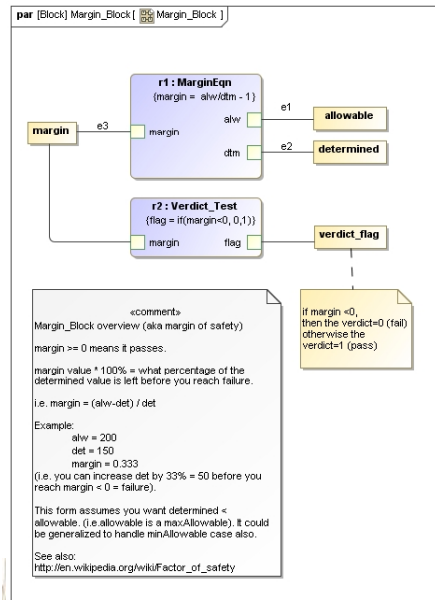 par [Block] Margin_Block [ Margin_Block ]
r1 : MarginEqn
{margin = alw/dtm - 1}
alw
e1
allowable
margin
e3
margin
dtm
e2
determined
r2 : Verdict_Test
{flag = if(margin<0, 0,1)}
margin
flag
verdict_flag
if margin <0,
then the verdict=0 (fail)
otherwise the
verdict=1 (pass)
«comment»
Margin_Block overview (aka margin of safety)
margin >= 0 means it passes.
margin value * 100% = what percentage of the
determined value is left before you reach failure.
i.e. margin = (alw-det) / det
Example:
alw = 200
det = 150
margin = 0.333
(i.e. you can increase det by 33% = 50 before you
reach margin < 0 = failure).
This form assumes you want determined <
allowable. (i.e.allowable is a maxAllowable). It could
be generalized to handle minAllowable case also.
See also:
http://en.wikipedia.org/wiki/Factor_of_safety